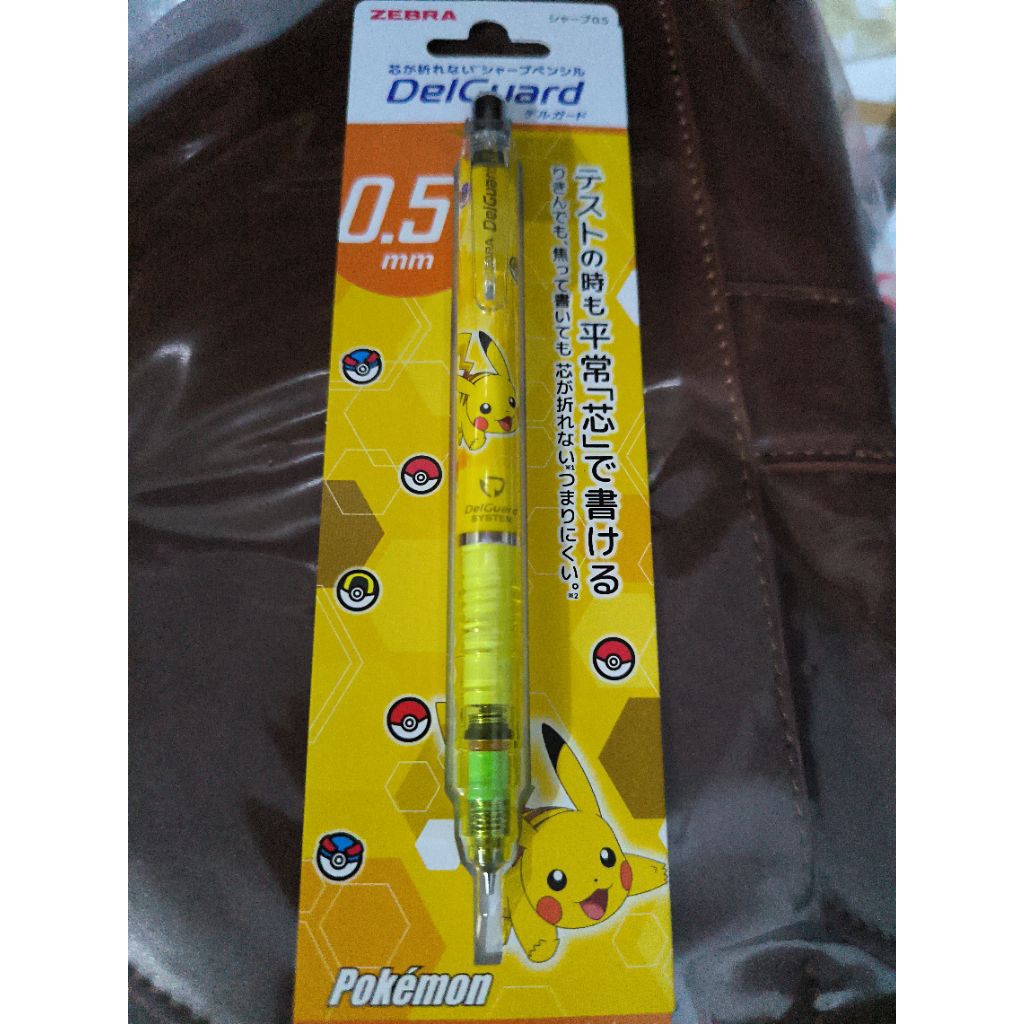 ZEBRA
シャープ0.5
芯が折れない※1シャープペンシル
DelGuard
デルガード
0.5
mm
テストの時も平常「芯」で書ける
りきんでも、焦って書いても芯が折れない※1つまりにくい。※2
DelGuard
DelGuard
SYSTEM
Pokémon